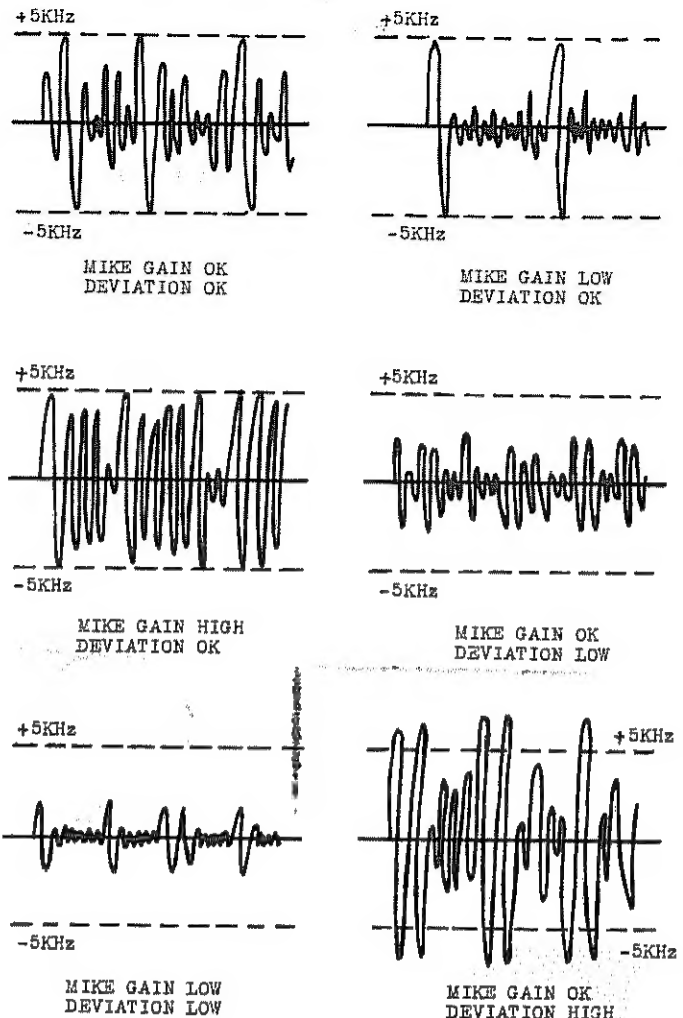 +5KHz
-5KHz
MIKE GAIN OK
DEVIATION OK
+5KHz
-5KHz
MIKE GAIN LOW
DEVIATION OK
+5KHz
-5KHz
MIKE GAIN HIGH
DEVIATION OK
+5KHz
-5KHz
MIKE GAIN OK
DEVIATION LOW
+5KHz
-5KHz
MIKE GAIN LOW
DEVIATION LOW
+5KHz
-5KHz
MIKE GAIN OK
DEVIATION HIGH